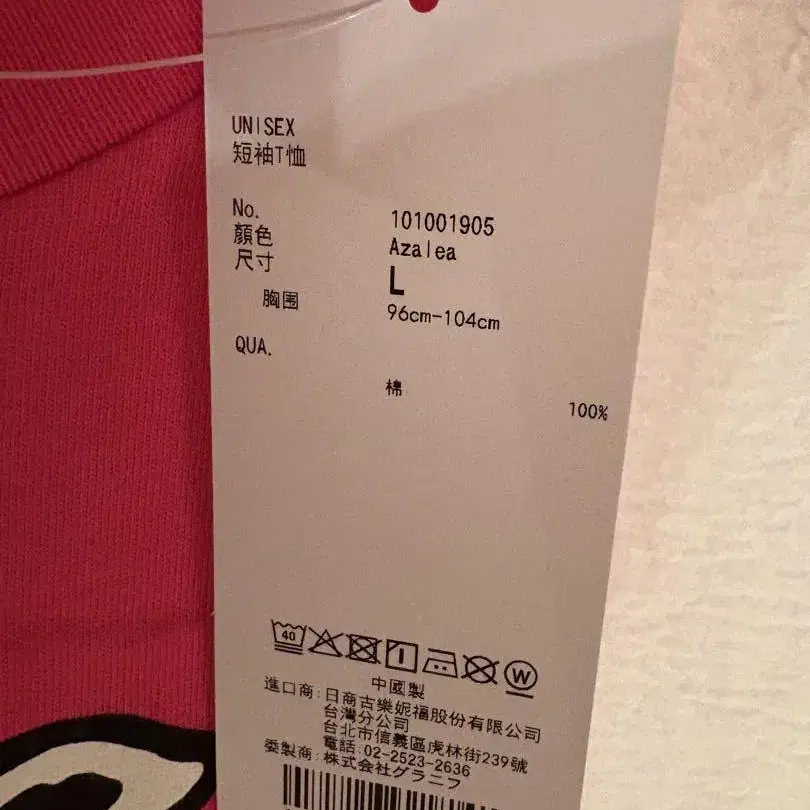 UNISEX
短袖T恤
No. 101001905
顏色 Azalea
尺寸 L
胸围 96cm-104cm
QUA.
棉 100%
40
W
中國製
進口商:日商古樂妮福股份有限公司
台灣分公司
台北市信義區虎林街239號
電話:02-2523-2636
委製商:株式会社グラニフ